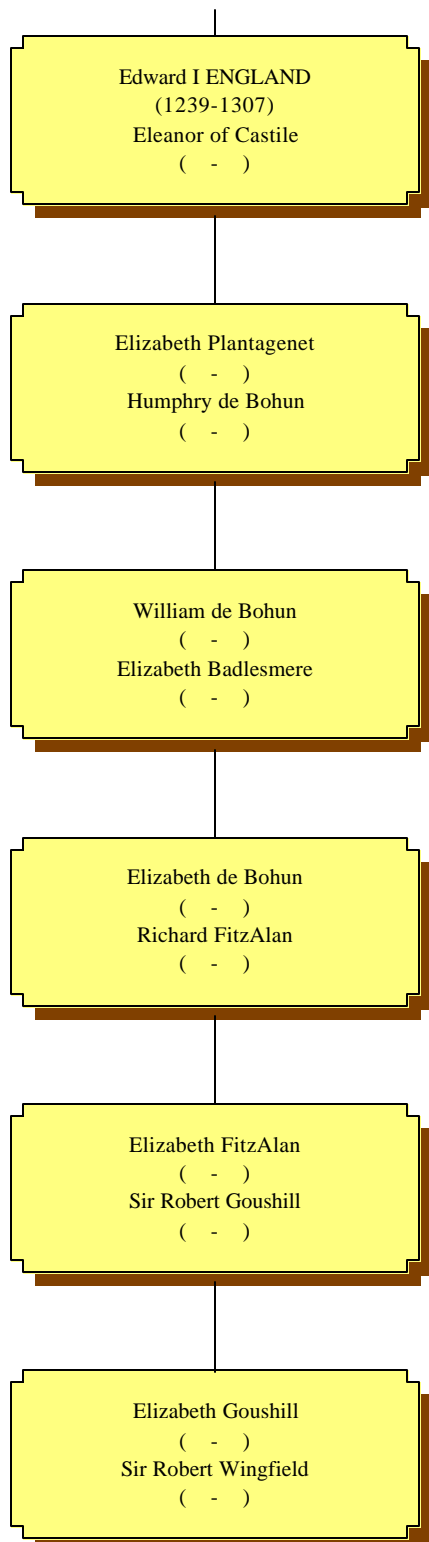 Edward I ENGLAND
(1239-1307)
Eleanor of Castile
( - )
Elizabeth Plantagenet
( - )
Humphry de Bohun
( - )
William de Bohun
( - )
Elizabeth Badlesmere
( - )
Elizabeth de Bohun
( - )
Richard FitzAlan
( - )
Elizabeth FitzAlan
( - )
Sir Robert Goushill
( - )
Elizabeth Goushill
( - )
Sir Robert Wingfield
( - )